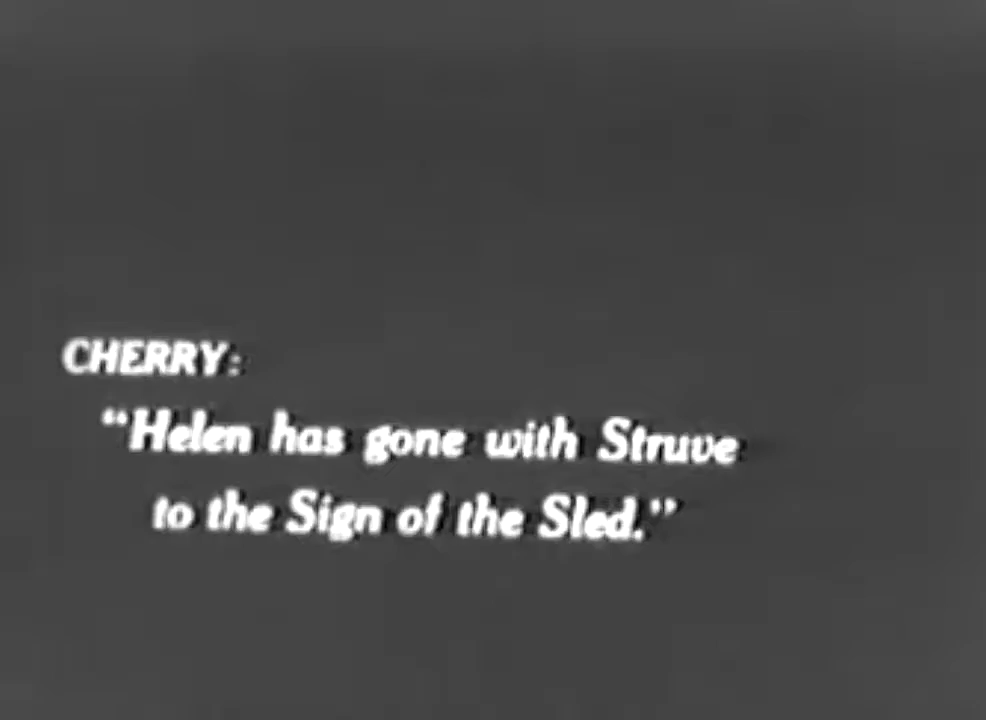 CHERRY:
"Helen has gone with Struve
to the Sign of the Sled."